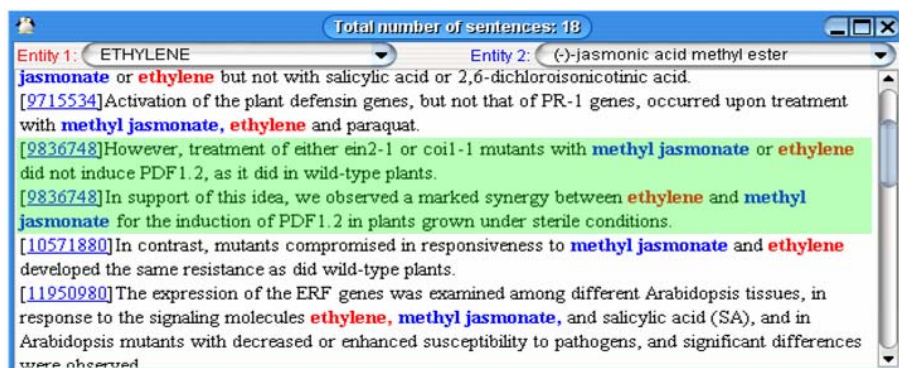 Total number of sentences: 18
Entity 1: ETHYLENE Entity 2: (-)-jasmonic acid methyl ester
jasmonate or ethylene but not with salicylic acid or 2,6-dichloroisonicotinic acid.
[9715534]Activation of the plant defensin genes, but not that of PR-1 genes, occurred upon treatment
with methyl jasmonate, ethylene and paraquat.
[9836748]However, treatment of either ein2-1 or coi1-1 mutants with methyl jasmonate or ethylene
did not induce PDF1.2, as it did in wild-type plants.
[9836748]In support of this idea, we observed a marked synergy between ethylene and methyl
jasmonate for the induction of PDF1.2 in plants grown under sterile conditions.
[10571880]In contrast, mutants compromised in responsiveness to methyl jasmonate and ethylene
developed the same resistance as did wild-type plants.
[11950980]The expression of the ERF genes was examined among different Arabidopsis tissues, in
response to the signaling molecules ethylene, methyl jasmonate, and salicylic acid (SA), and in
Arabidopsis mutants with decreased or enhanced susceptibility to pathogens, and significant differences
were observed